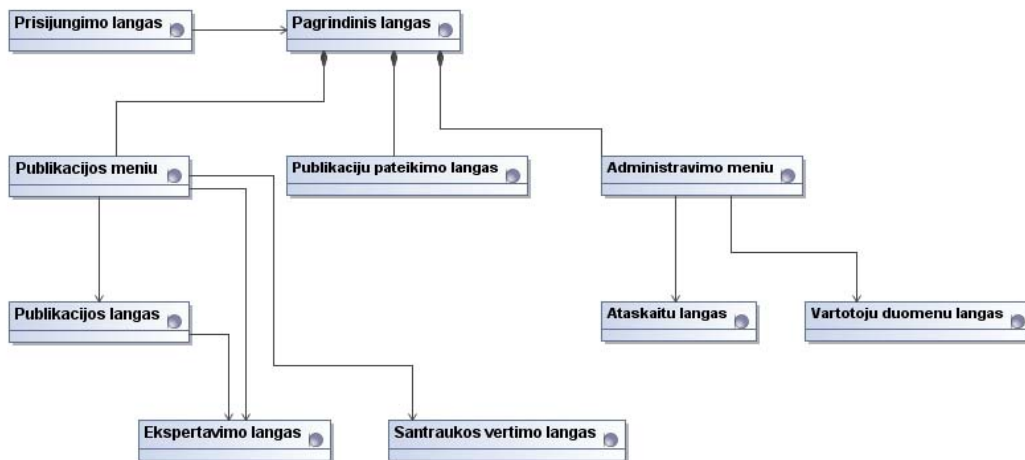 Prisijungimo langas
Pagrindinis langas
Publikacijos meniu
Publikaciju pateikimo langas
Administravimo meniu
Publikacijos langas
Ataskaitu langas
Vartotoju duomenu langas
Ekspertavimo langas
Santraukos vertimo langas